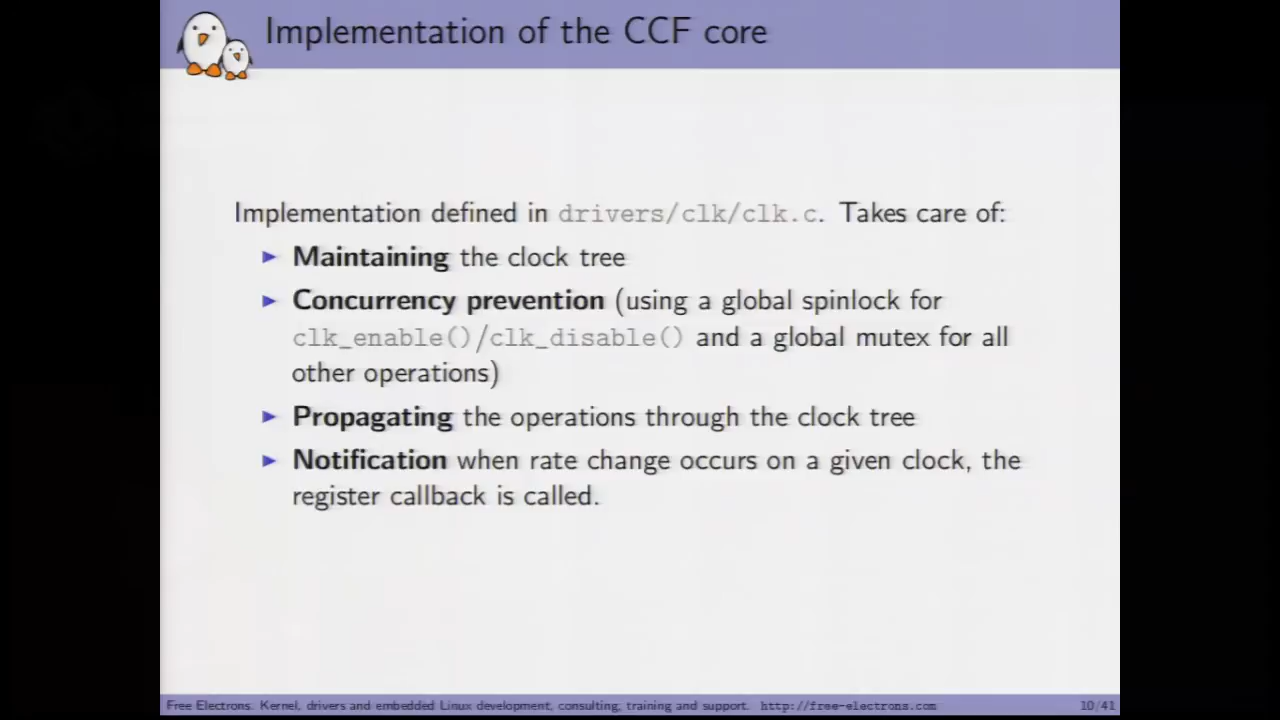 Implementation of the CCF core
Implementation defined in drivers/clk/clk.c. Takes care of:
▶ Maintaining the clock tree
▶ Concurrency prevention (using a global spinlock for
clk_enable()/clk_disable() and a global mutex for all
other operations)
▶ Propagating the operations through the clock tree
▶ Notification when rate change occurs on a given clock, the
register callback is called.
Free Electrons. Kernel, drivers and embedded Linux development, consulting, training and support. http://free-electrons.com 10/41